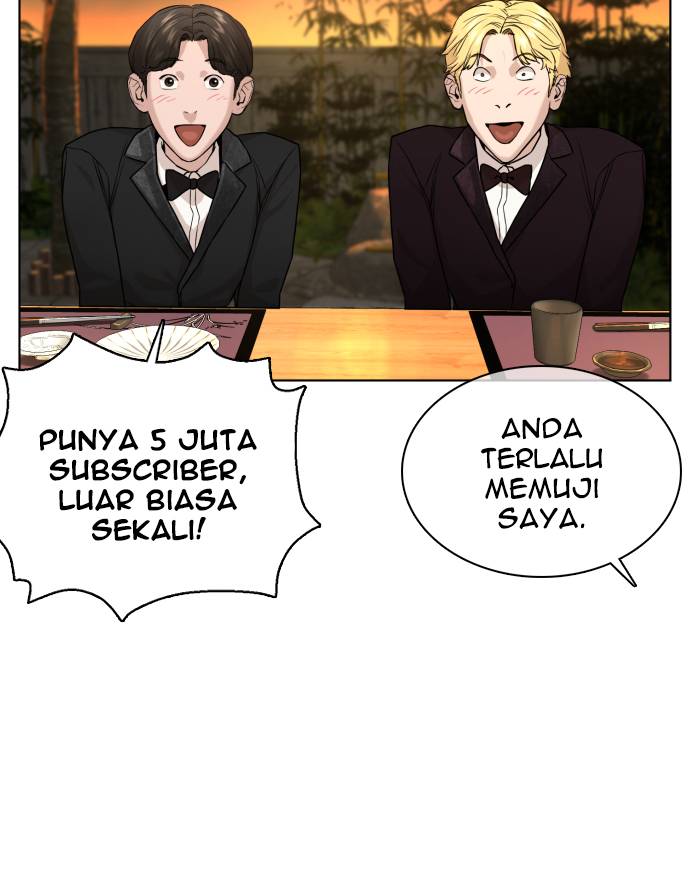 PUNYA 5 JUTA
SUBSCRIBER,
LUAR BIASA
SEKALI!
ANDA
TERLALU
MEMUJI
SAYA.